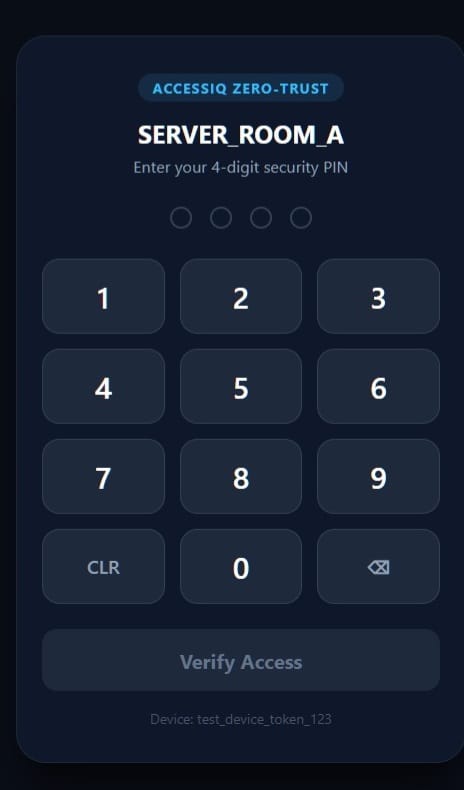 ACCESSIQ ZERO-TRUST
SERVER_ROOM_A
Enter your 4-digit security PIN
1 2 3
4 5 6
7 8 9
CLR 0 ⌫
Verify Access
Device: test_device_token_123